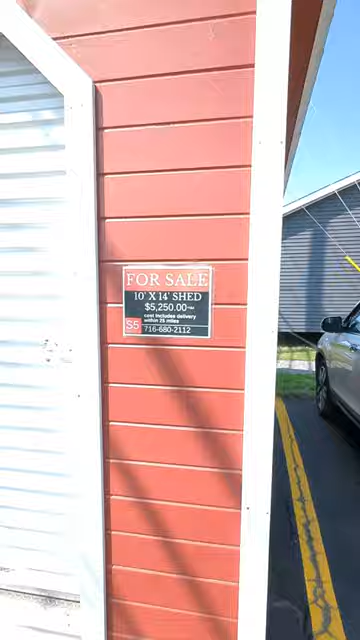 FOR SALE
10' X 14' SHED
$5,250.00
cost includes delivery
within 25 miles
S5
716-680-2112